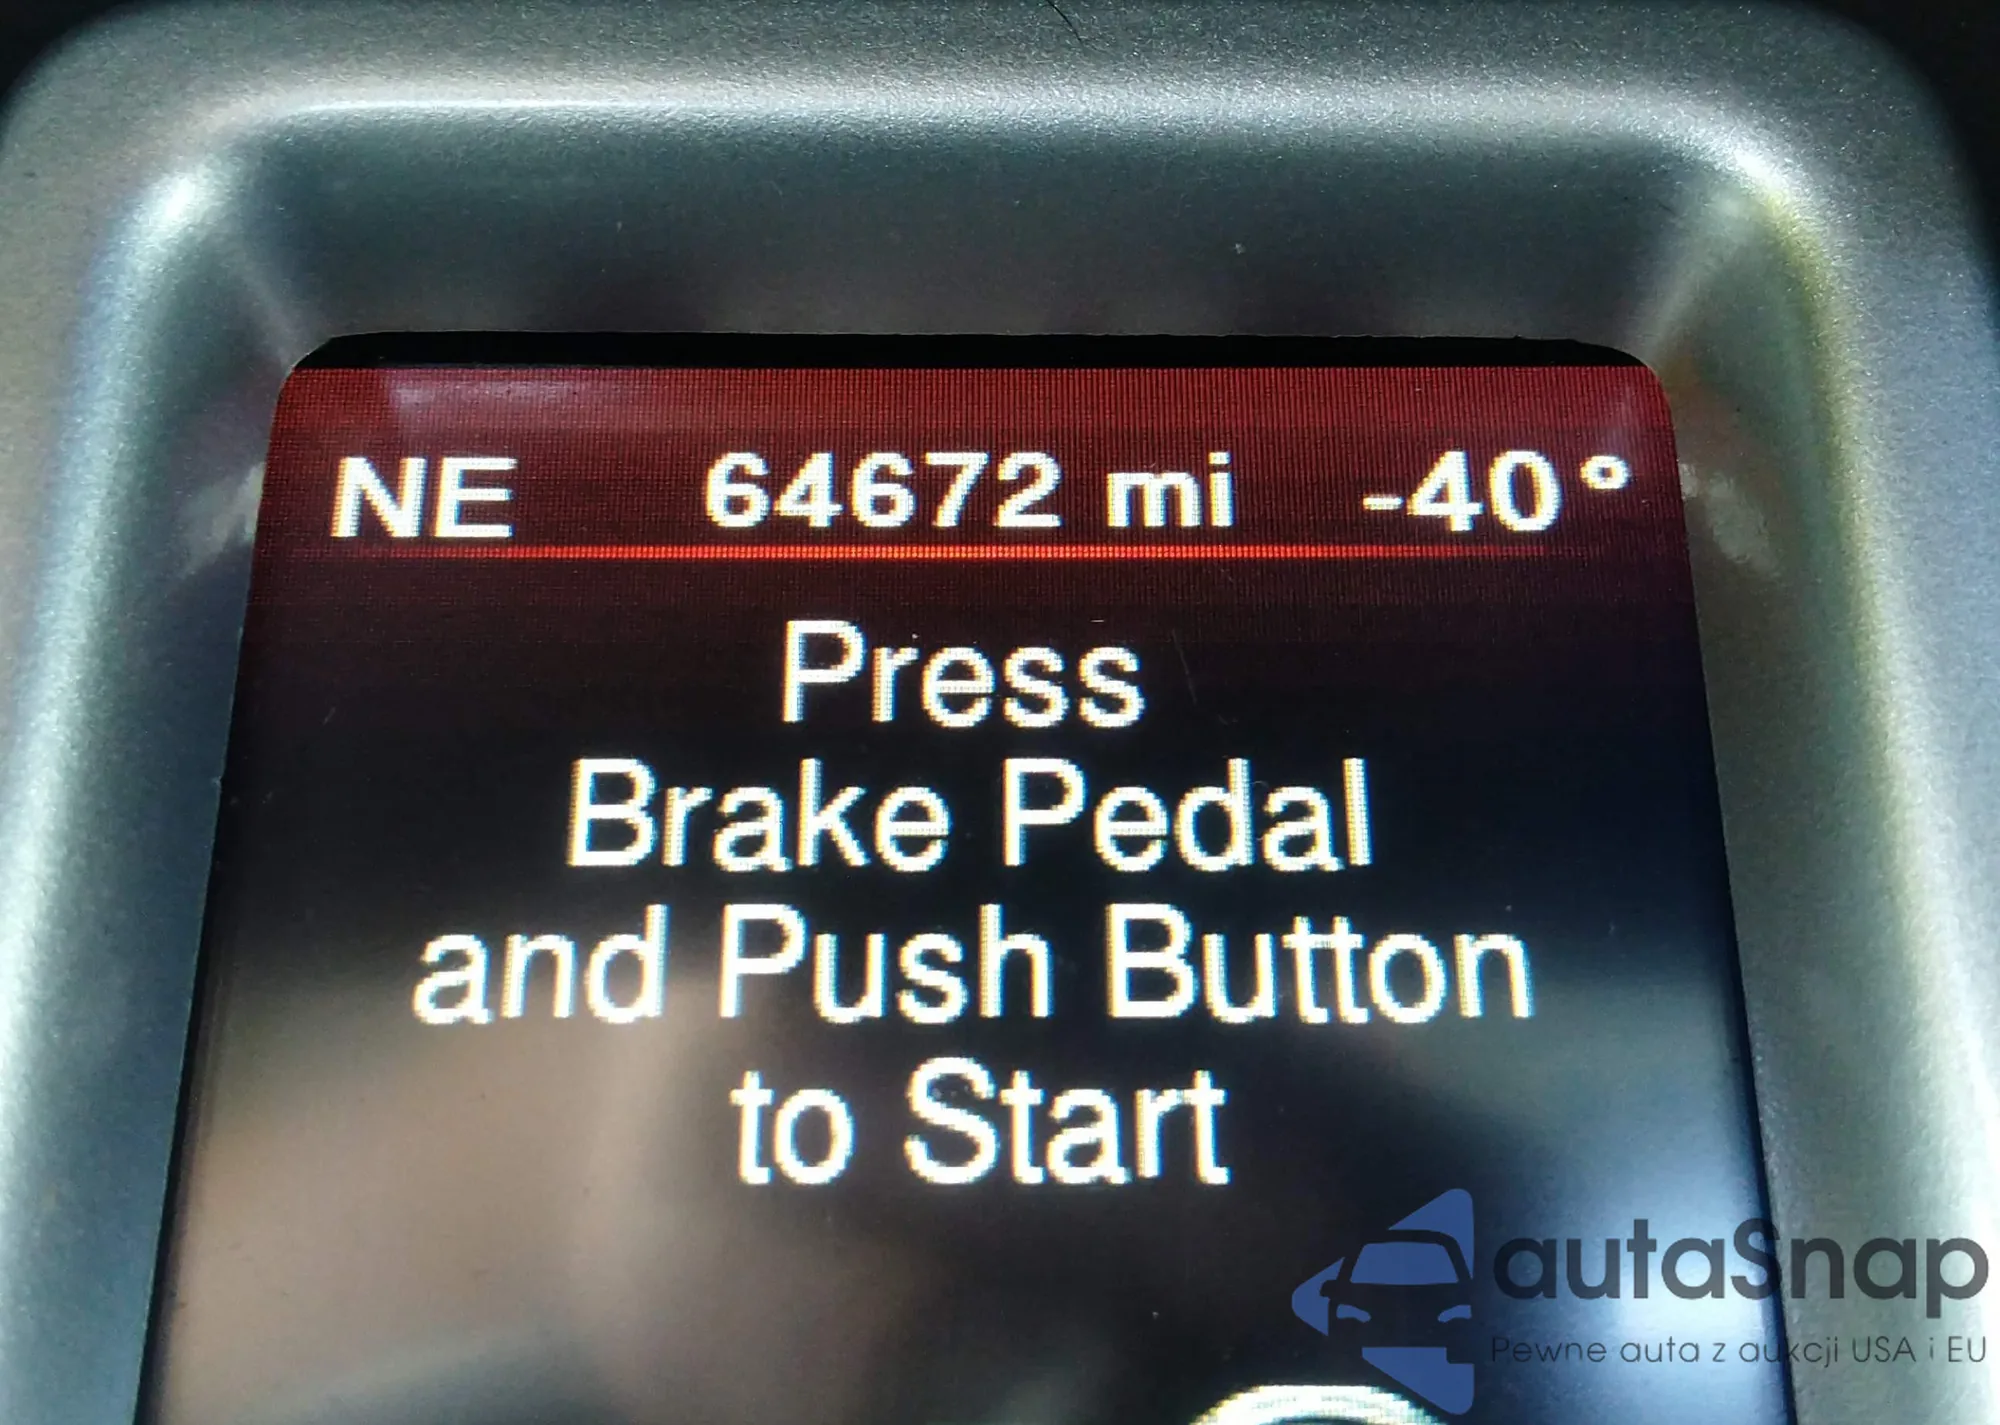 NE 64672 mi -40°
Press
Brake Pedal
and Push Button
to Start
autaSnap
Pewne auta z aukcji USA i EU